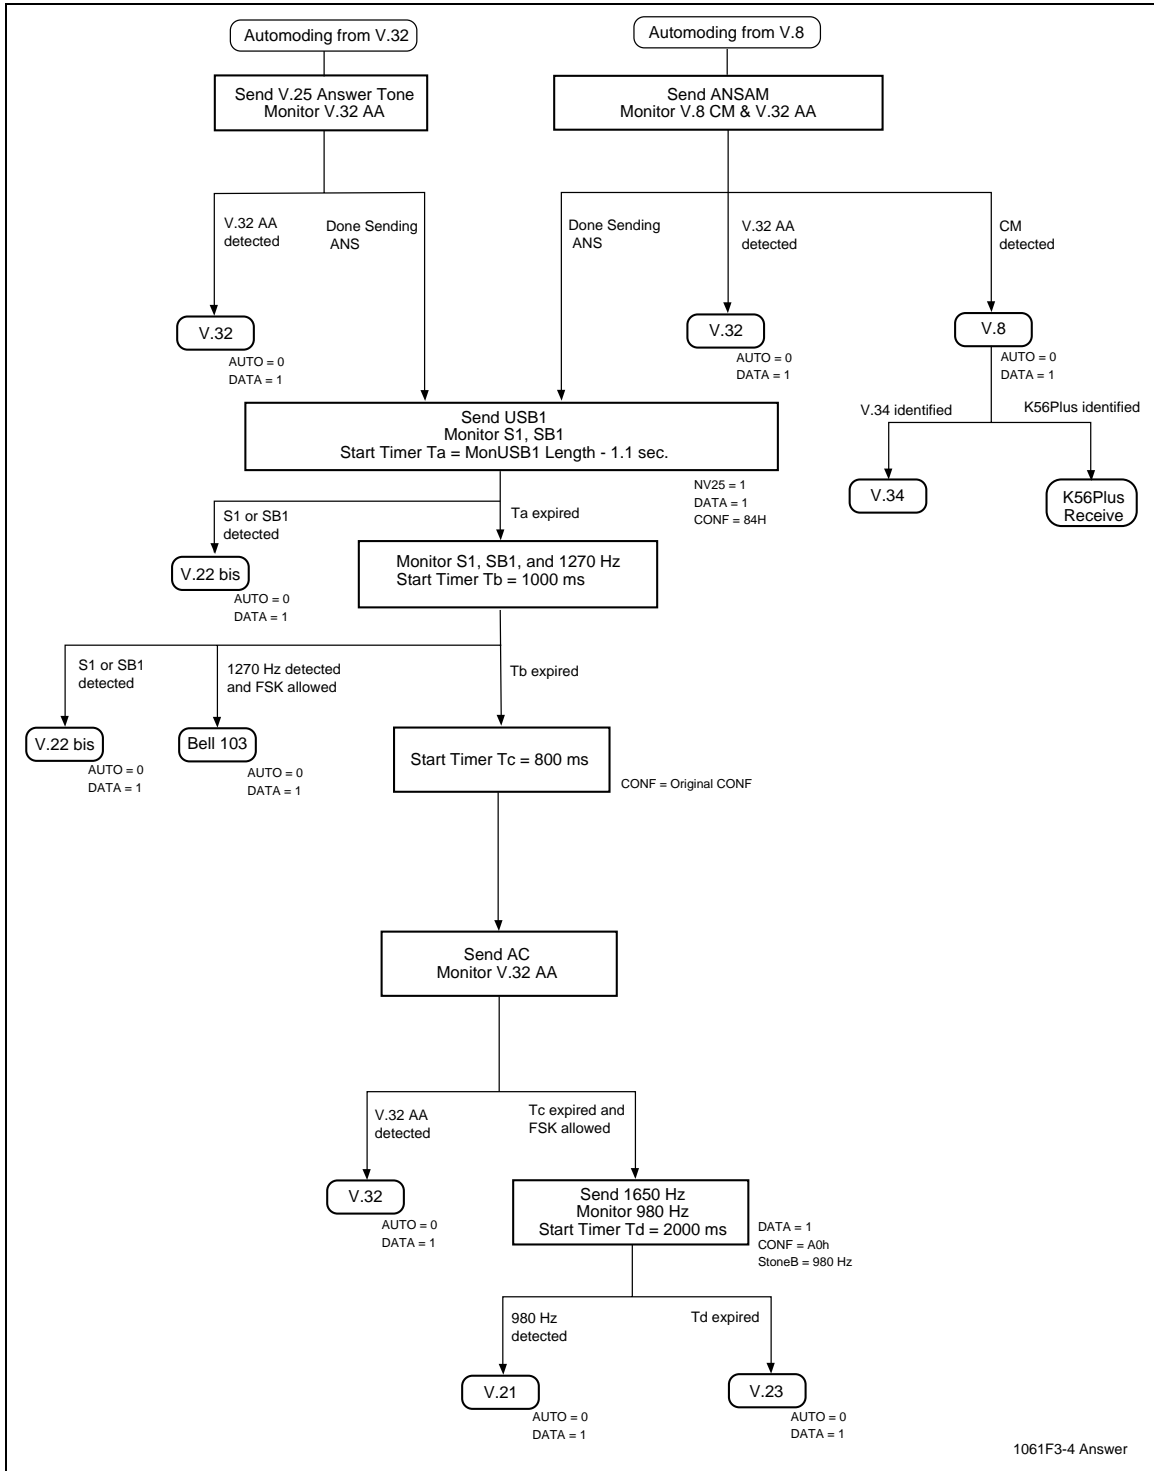 Automoding from V.32
Automoding from V.8
Send V.25 Answer Tone
Monitor V.32 AA
Send ANSAM
Monitor V.8 CM & V.32 AA
V.32 AA
detected
Done Sending
ANS
Done Sending
ANS
V.32 AA
detected
CM
detected
V.32
AUTO = 0
DATA = 1
V.32
AUTO = 0
DATA = 1
V.8
AUTO = 0
DATA = 1
Send USB1
Monitor S1, SB1
Start Timer Ta = MonUSB1 Length - 1.1 sec.
V.34 identified
K56Plus identified
NV25 = 1
DATA = 1
CONF = 84H
V.34
K56Plus
Receive
S1 or SB1
detected
Ta expired
V.22 bis
AUTO = 0
DATA = 1
Monitor S1, SB1, and 1270 Hz
Start Timer Tb = 1000 ms
S1 or SB1
detected
1270 Hz detected
and FSK allowed
Tb expired
V.22 bis
AUTO = 0
DATA = 1
Bell 103
AUTO = 0
DATA = 1
Start Timer Tc = 800 ms
CONF = Original CONF
Send AC
Monitor V.32 AA
V.32 AA
detected
Tc expired and
FSK allowed
V.32
AUTO = 0
DATA = 1
Send 1650 Hz
Monitor 980 Hz
Start Timer Td = 2000 ms
DATA = 1
CONF = A0h
StoneB = 980 Hz
980 Hz
detected
Td expired
V.21
AUTO = 0
DATA = 1
V.23
AUTO = 0
DATA = 1
1061F3-4 Answer